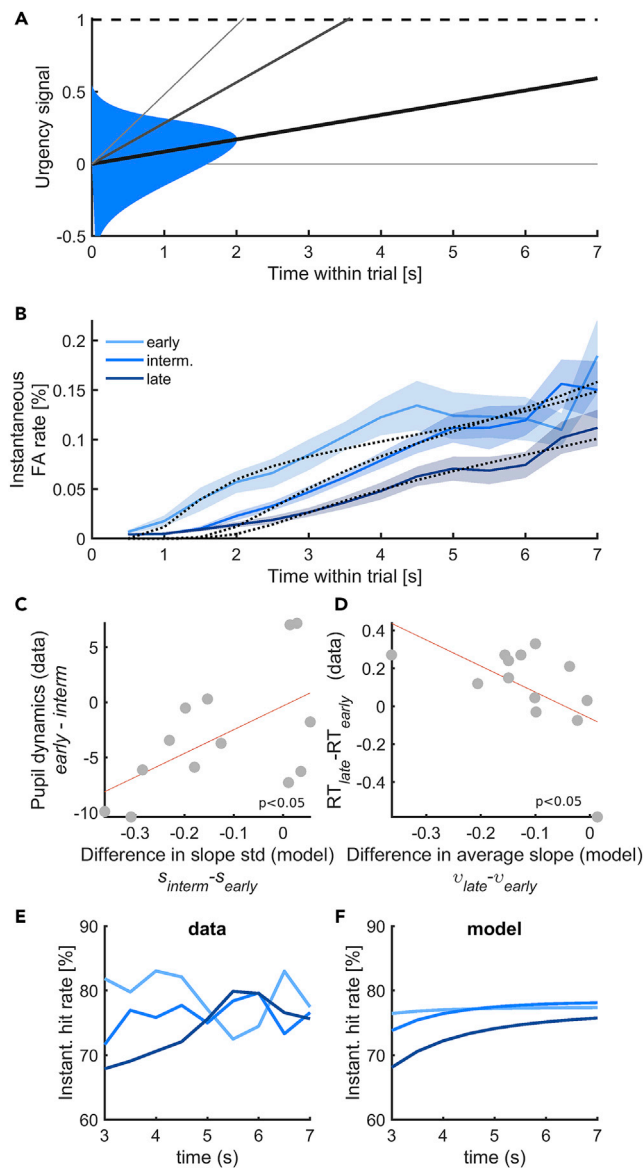 A
Urgency signal
1
0.5
0
-0.5
0 1 2 3 4 5 6 7
Time within trial [s]
B
Instantaneous
FA rate [%]
0.2
0.15
0.1
0.05
0
early
interm.
late
0 1 2 3 4 5 6 7
Time within trial [s]
C
Pupil dynamics (data)
early - interm
5
0
-5
-10
p<0.05
-0.3 -0.2 -0.1 0
Difference in slope std (model)
s_interm-s_early
D
RT_late-RT_early (data)
0.4
0.2
0
-0.2
-0.4
p<0.05
-0.3 -0.2 -0.1 0
Difference in average slope (model)
υ_late-υ_early
E
data
Instant. hit rate [%]
90
80
70
60
3 4 5 6 7
time (s)
F
model
Instant. hit rate [%]
90
80
70
60
3 4 5 6 7
time (s)